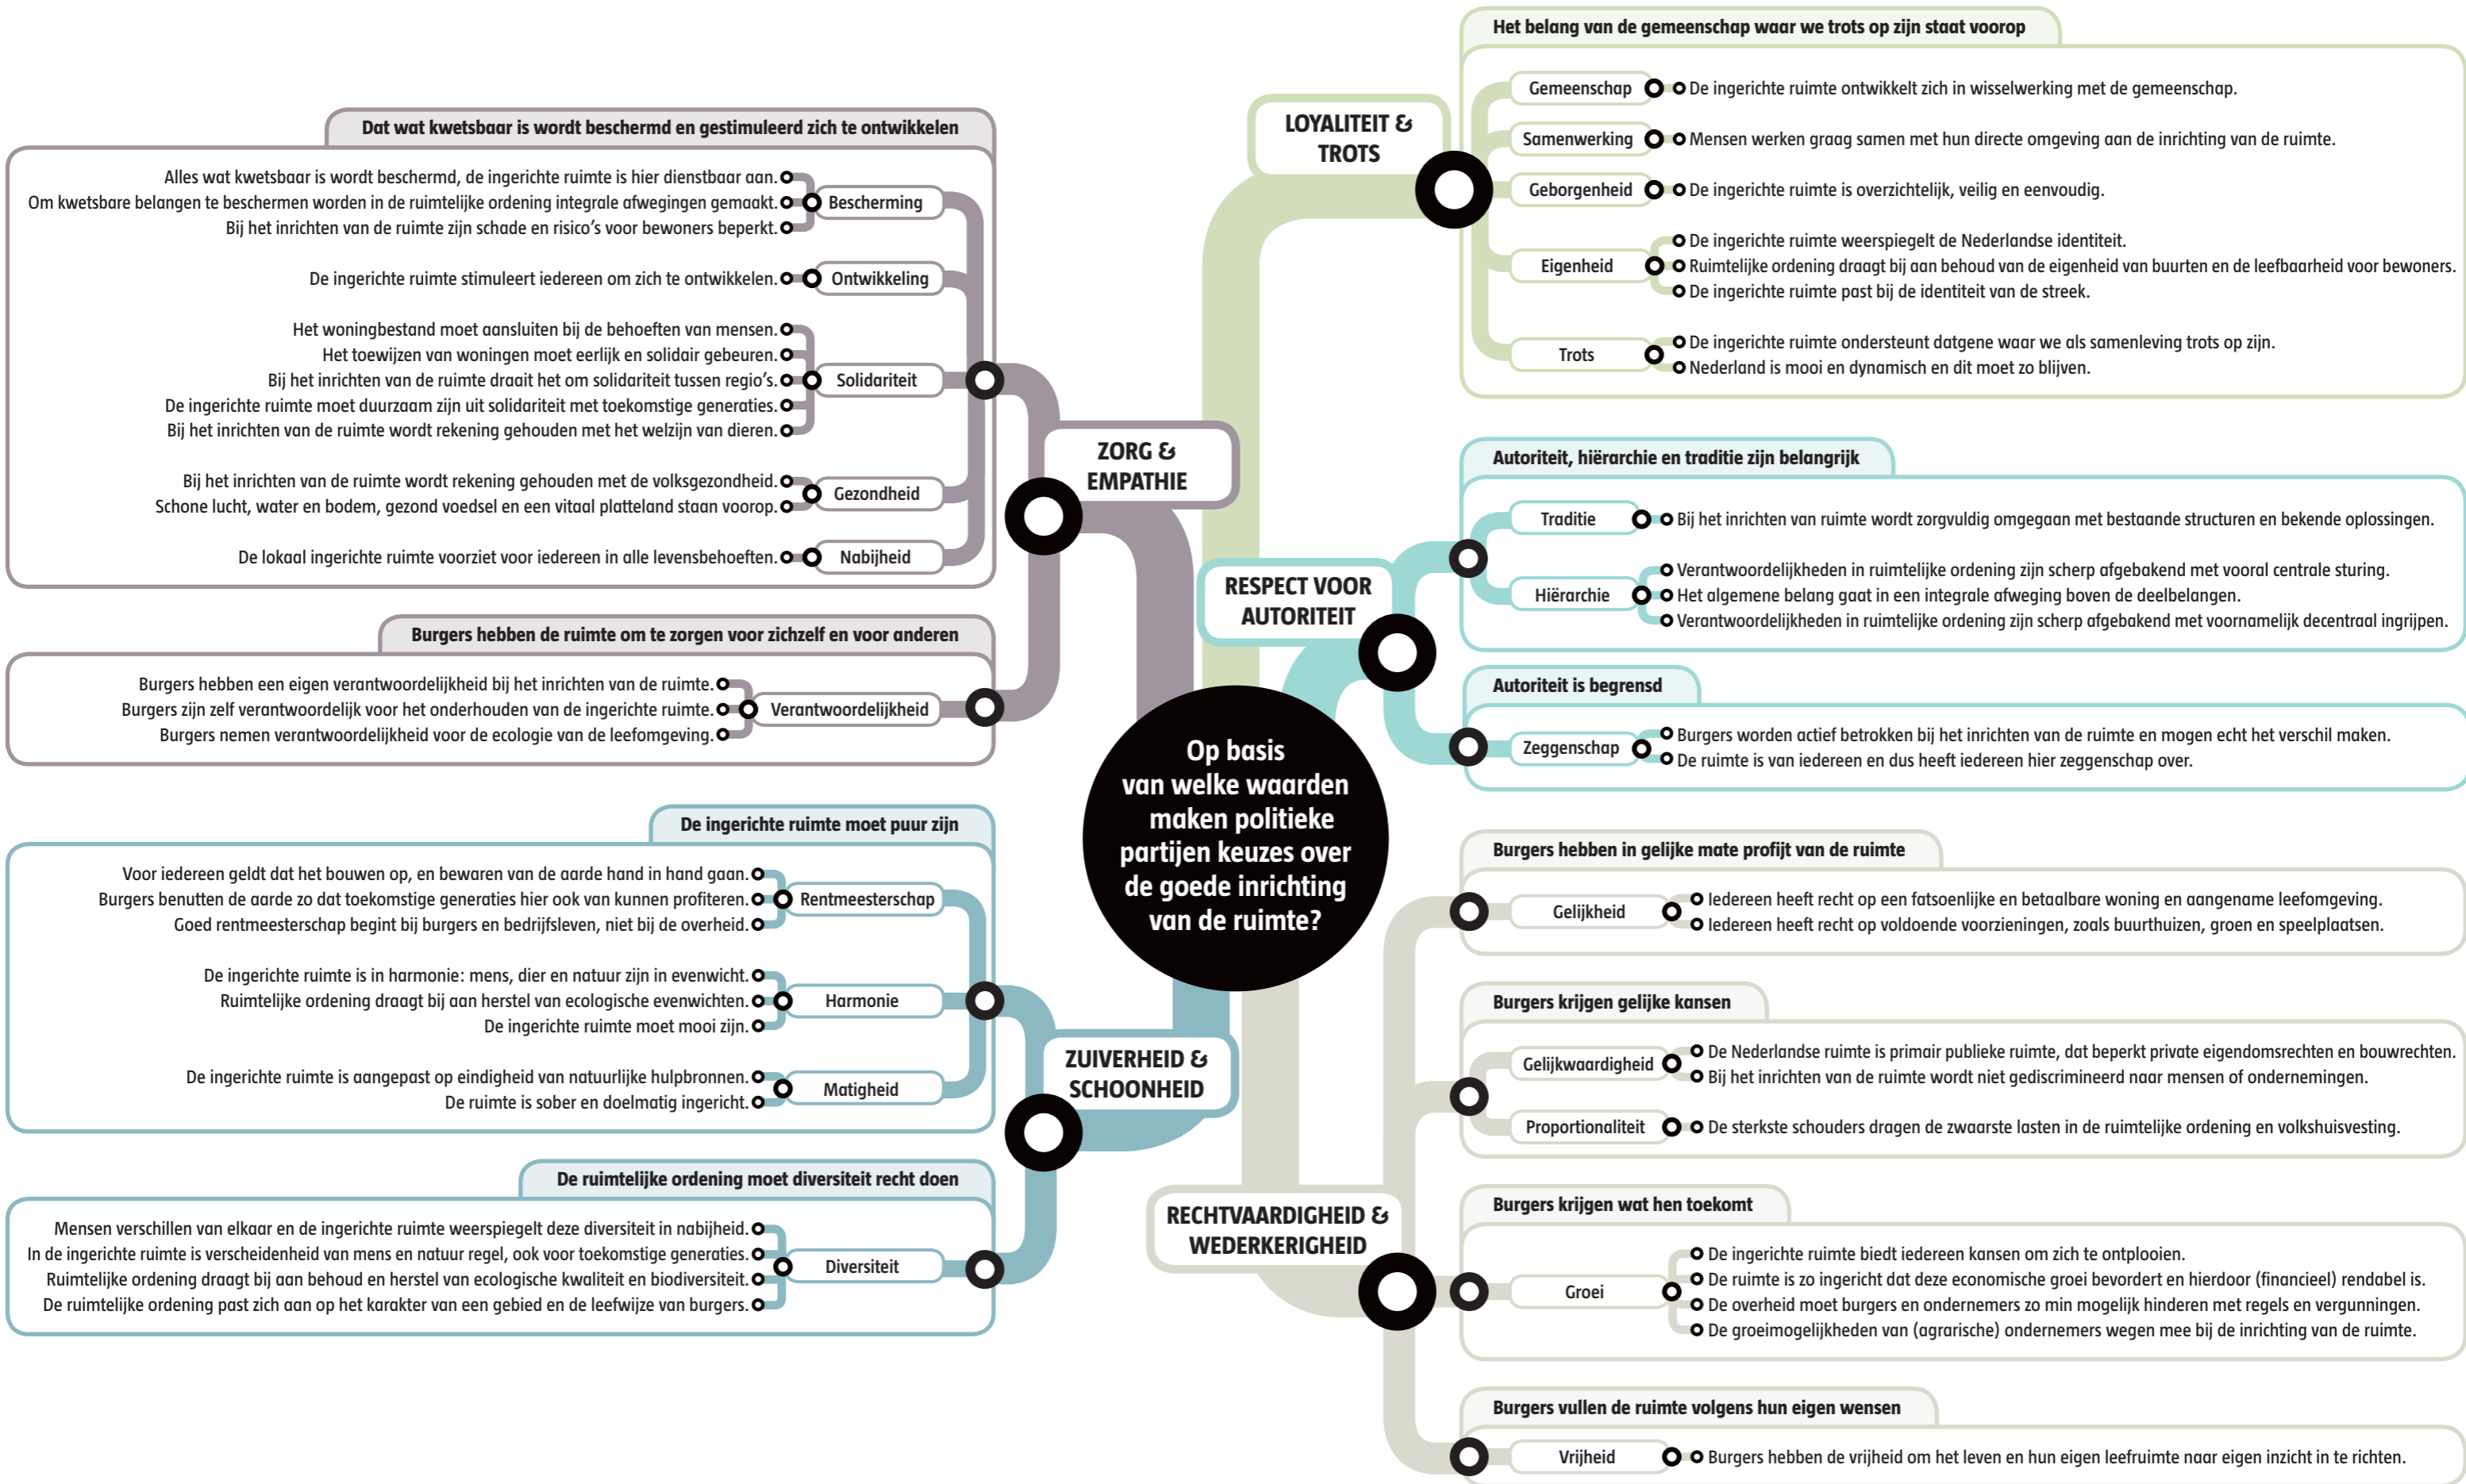 Op basis
van welke waarden
maken politieke
partijen keuzes over
de goede inrichting
van de ruimte?
LOYALITEIT &
TROTS
Het belang van de gemeenschap waar we trots op zijn staat voorop
Gemeenschap
De ingerichte ruimte ontwikkelt zich in wisselwerking met de gemeenschap.
Samenwerking
Mensen werken graag samen met hun directe omgeving aan de inrichting van de ruimte.
Geborgenheid
De ingerichte ruimte is overzichtelijk, veilig en eenvoudig.
Eigenheid
De ingerichte ruimte weerspiegelt de Nederlandse identiteit.
Ruimtelijke ordening draagt bij aan behoud van de eigenheid van buurten en de leefbaarheid voor bewoners.
De ingerichte ruimte past bij de identiteit van de streek.
Trots
De ingerichte ruimte ondersteunt datgene waar we als samenleving trots op zijn.
Nederland is mooi en dynamisch en dit moet zo blijven.
RESPECT VOOR
AUTORITEIT
Autoriteit, hiërarchie en traditie zijn belangrijk
Traditie
Bij het inrichten van ruimte wordt zorgvuldig omgegaan met bestaande structuren en bekende oplossingen.
Hiërarchie
Verantwoordelijkheden in ruimtelijke ordening zijn scherp afgebakend met vooral centrale sturing.
Het algemene belang gaat in een integrale afweging boven de deelbelangen.
Verantwoordelijkheden in ruimtelijke ordening zijn scherp afgebakend met voornamelijk decentraal ingrijpen.
Autoriteit is begrensd
Zeggenschap
Burgers worden actief betrokken bij het inrichten van de ruimte en mogen echt het verschil maken.
De ruimte is van iedereen en dus heeft iedereen hier zeggenschap over.
RECHTVAARDIGHEID &
WEDERKERIGHEID
Burgers hebben in gelijke mate profijt van de ruimte
Gelijkheid
Iedereen heeft recht op een fatsoenlijke en betaalbare woning en aangename leefomgeving.
Iedereen heeft recht op voldoende voorzieningen, zoals buurthuizen, groen en speelplaatsen.
Burgers krijgen gelijke kansen
Gelijkwaardigheid
De Nederlandse ruimte is primair publieke ruimte, dat beperkt private eigendomsrechten en bouwrechten.
Bij het inrichten van de ruimte wordt niet gediscrimineerd naar mensen of ondernemingen.
Proportionaliteit
De sterkste schouders dragen de zwaarste lasten in de ruimtelijke ordening en volkshuisvesting.
Burgers krijgen wat hen toekomt
Groei
De ingerichte ruimte biedt iedereen kansen om zich te ontplooien.
De ruimte is zo ingericht dat deze economische groei bevordert en hierdoor (financieel) rendabel is.
De overheid moet burgers en ondernemers zo min mogelijk hinderen met regels en vergunningen.
De groeimogelijkheden van (agrarische) ondernemers wegen mee bij de inrichting van de ruimte.
Burgers vullen de ruimte volgens hun eigen wensen
Vrijheid
Burgers hebben de vrijheid om het leven en hun eigen leefruimte naar eigen inzicht in te richten.
ZORG &
EMPATHIE
Dat wat kwetsbaar is wordt beschermd en gestimuleerd zich te ontwikkelen
Alles wat kwetsbaar is wordt beschermd, de ingerichte ruimte is hier dienstbaar aan.
Om kwetsbare belangen te beschermen worden in de ruimtelijke ordening integrale afwegingen gemaakt.
Bij het inrichten van de ruimte zijn schade en risico's voor bewoners beperkt.
Bescherming
De ingerichte ruimte stimuleert iedereen om zich te ontwikkelen.
Ontwikkeling
Het woningbestand moet aansluiten bij de behoeften van mensen.
Het toewijzen van woningen moet eerlijk en solidair gebeuren.
Bij het inrichten van de ruimte draait het om solidariteit tussen regio's.
De ingerichte ruimte moet duurzaam zijn uit solidariteit met toekomstige generaties.
Bij het inrichten van de ruimte wordt rekening gehouden met het welzijn van dieren.
Solidariteit
Bij het inrichten van de ruimte wordt rekening gehouden met de volksgezondheid.
Schone lucht, water en bodem, gezond voedsel en een vitaal platteland staan voorop.
Gezondheid
De lokaal ingerichte ruimte voorziet voor iedereen in alle levensbehoeften.
Nabijheid
Burgers hebben de ruimte om te zorgen voor zichzelf en voor anderen
Burgers hebben een eigen verantwoordelijkheid bij het inrichten van de ruimte.
Burgers zijn zelf verantwoordelijk voor het onderhouden van de ingerichte ruimte.
Burgers nemen verantwoordelijkheid voor de ecologie van de leefomgeving.
Verantwoordelijkheid
ZUIVERHEID &
SCHOONHEID
De ingerichte ruimte moet puur zijn
Voor iedereen geldt dat het bouwen op, en bewaren van de aarde hand in hand gaan.
Burgers benutten de aarde zo dat toekomstige generaties hier ook van kunnen profiteren.
Goed rentmeesterschap begint bij burgers en bedrijfsleven, niet bij de overheid.
Rentmeesterschap
De ingerichte ruimte is in harmonie: mens, dier en natuur zijn in evenwicht.
Ruimtelijke ordening draagt bij aan herstel van ecologische evenwichten.
De ingerichte ruimte moet mooi zijn.
Harmonie
De ingerichte ruimte is aangepast op eindigheid van natuurlijke hulpbronnen.
De ruimte is sober en doelmatig ingericht.
Matigheid
De ruimtelijke ordening moet diversiteit recht doen
Mensen verschillen van elkaar en de ingerichte ruimte weerspiegelt deze diversiteit in nabijheid.
In de ingerichte ruimte is verscheidenheid van mens en natuur regel, ook voor toekomstige generaties.
Ruimtelijke ordening draagt bij aan behoud en herstel van ecologische kwaliteit en biodiversiteit.
De ruimtelijke ordening past zich aan op het karakter van een gebied en de leefwijze van burgers.
Diversiteit